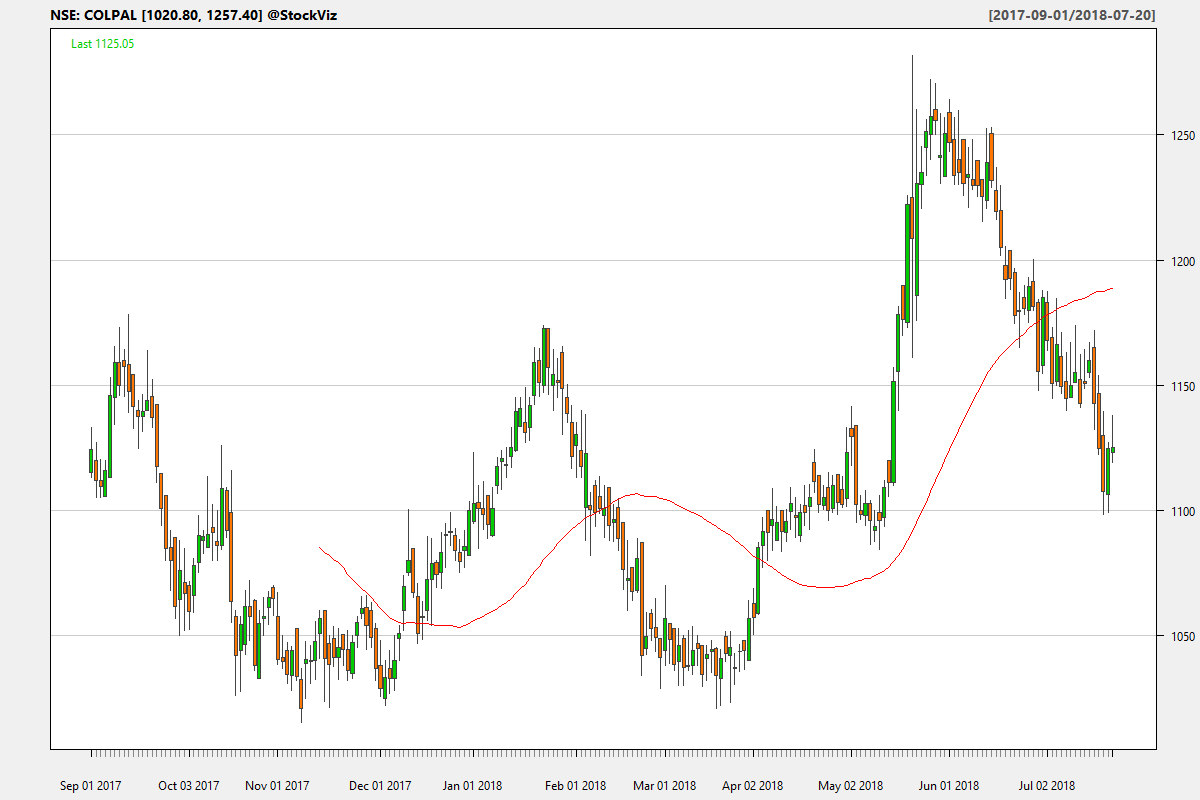 NSE: COLPAL [1020.80, 1257.40] @StockViz [2017-09-01/2018-07-20]
Last 1125.05
1250
1200
1150
1100
1050
Sep 01 2017 Oct 03 2017 Nov 01 2017 Dec 01 2017 Jan 01 2018 Feb 01 2018 Mar 01 2018 Apr 02 2018 May 02 2018 Jun 01 2018 Jul 02 2018